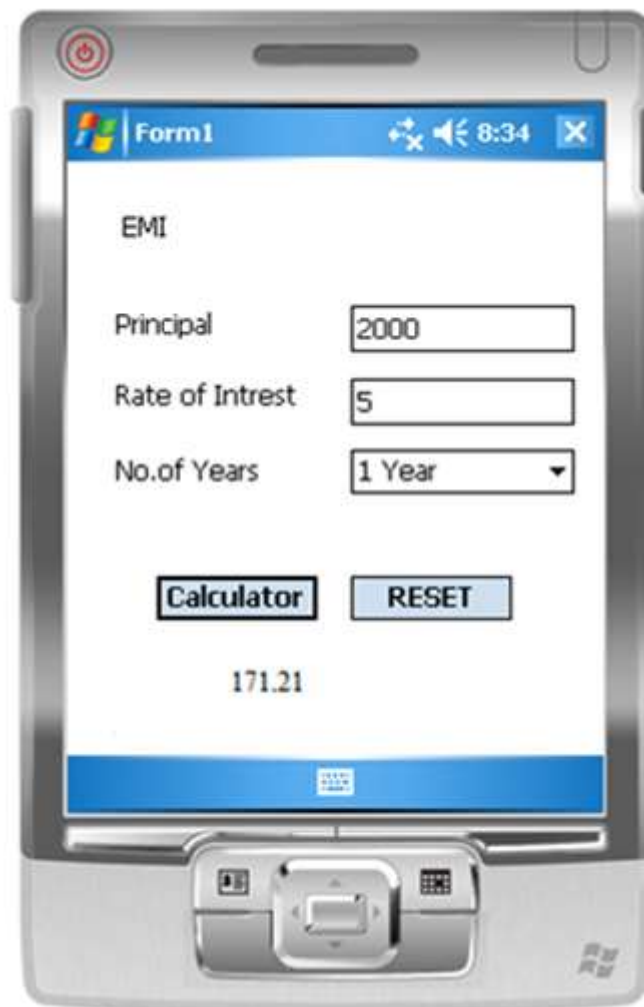 Form1 8:34
EMI
Principal 2000
Rate of Intrest 5
No.of Years 1 Year
Calculator RESET
171.21